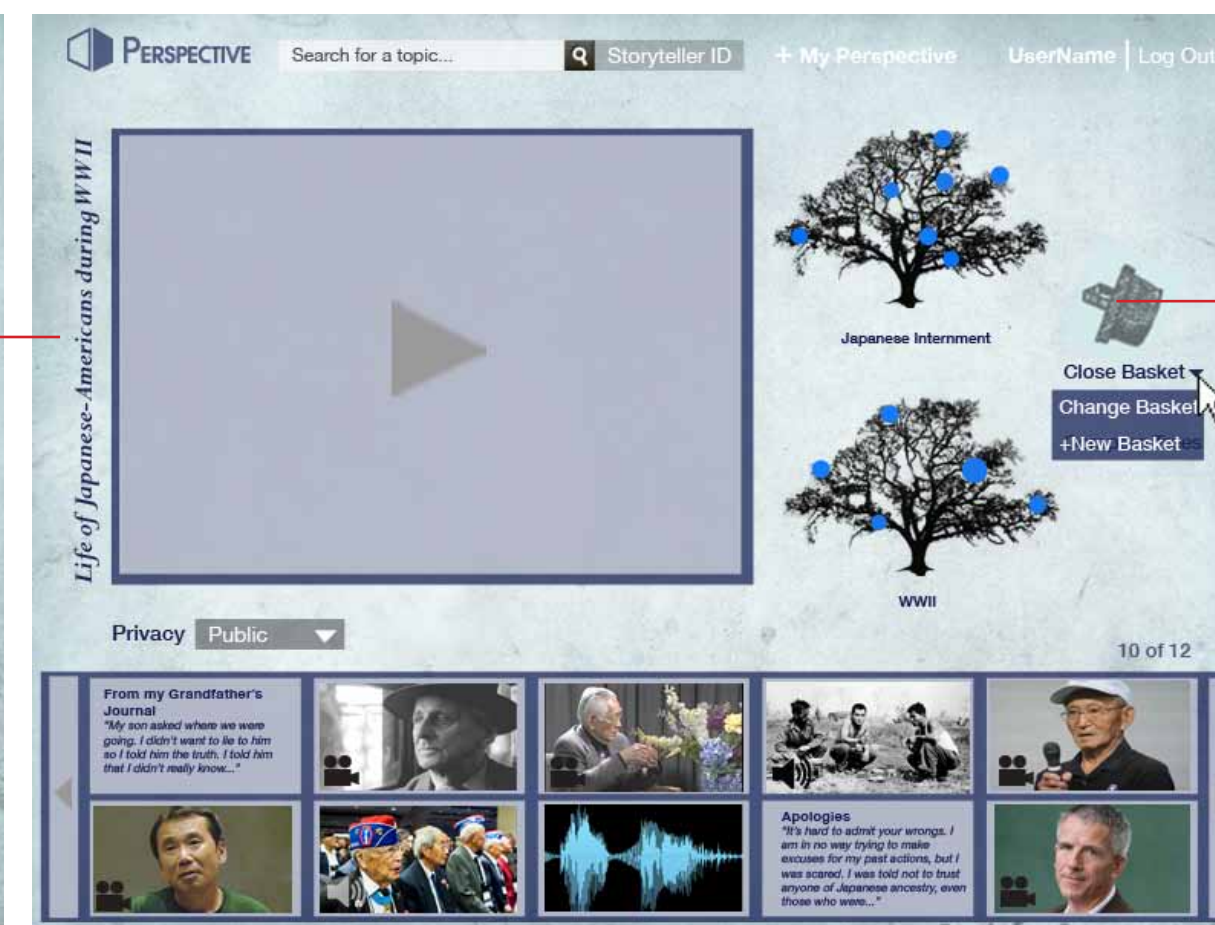 PERSPECTIVE
Search for a topic...
Storyteller ID
+ My Perspective
UserName | Log Out
Life of Japanese-Americans during WWII
Japanese Internment
Close Basket
Change Basket
+New Basket
WWII
Privacy Public
10 of 12
From my Grandfather's
Journal
"My son asked where we were
going. I didn't want to lie to him
so I told him the truth. I told him
that I didn't really know..."
Apologies
"It's hard to admit your wrongs. I
am in no way trying to make
excuses for my past actions, but I
was scared. I was told not to trust
anyone of Japanese ancestry, even
those who were..."